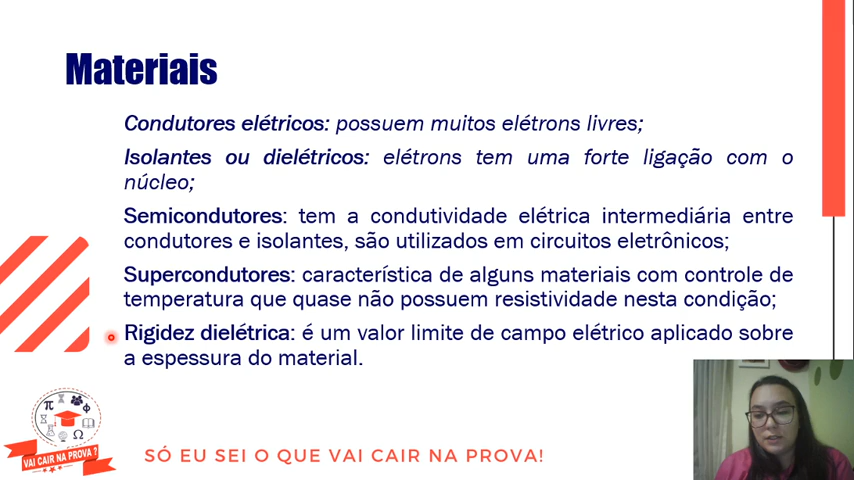 Materiais
Condutores elétricos: possuem muitos elétrons livres;
Isolantes ou dielétricos: elétrons tem uma forte ligação com o
núcleo;
Semicondutores: tem a condutividade elétrica intermediária entre
condutores e isolantes, são utilizados em circuitos eletrônicos;
Supercondutores: característica de alguns materiais com controle de
temperatura que quase não possuem resistividade nesta condição;
Rigidez dielétrica: é um valor limite de campo elétrico aplicado sobre
a espessura do material.
π Φ
Ω
VAI CAIR NA PROVA ?
SÓ EU SEI O QUE VAI CAIR NA PROVA!